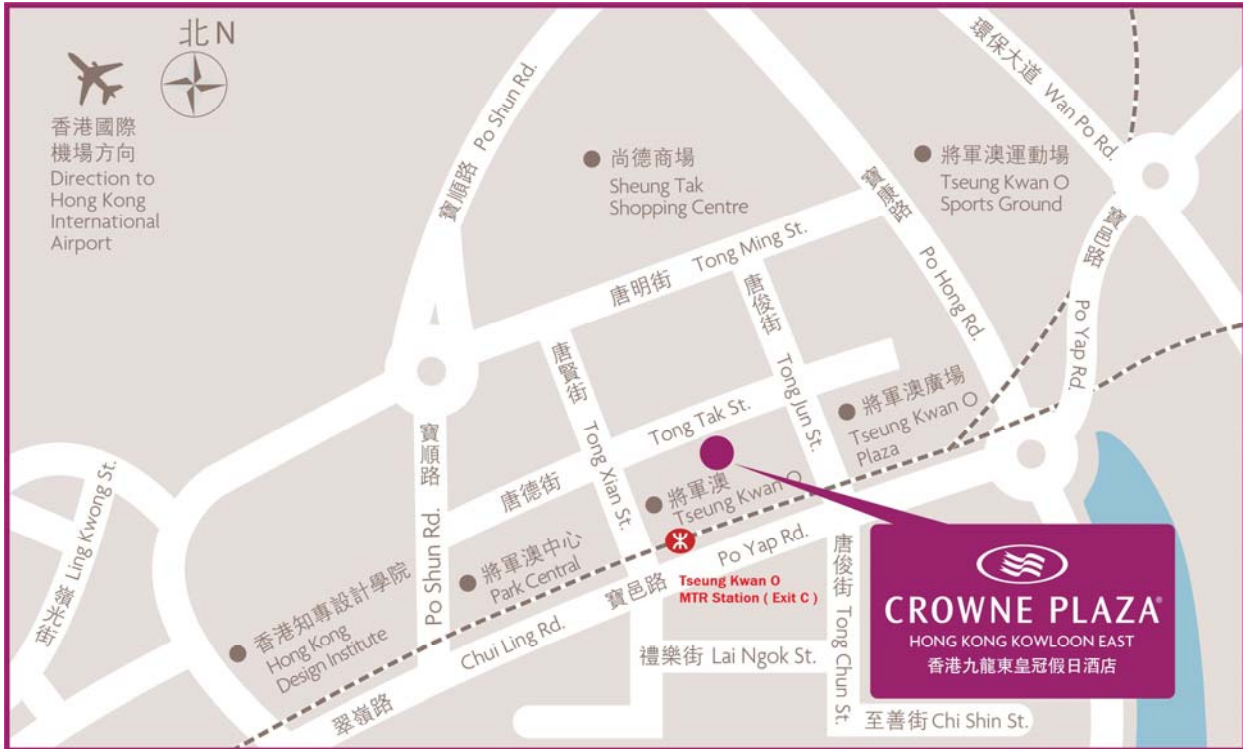 北 N
香港國際
機場方向
Direction to
Hong Kong
International
Airport
寶順路 Po Shun Rd.
尚德商場
Sheung Tak
Shopping Centre
環保大道 Wan Po Rd.
將軍澳運動場
Tseung Kwan O
Sports Ground
寶康路 Po Hong Rd.
寶邑路 Po Yap Rd.
唐明街 Tong Ming St.
唐俊街 Tong Jun St.
唐賢街 Tong Xian St.
唐德街 Tong Tak St.
將軍澳廣場
Tseung Kwan O
Plaza
將軍澳
Tseung Kwan O
寶順路 Po Shun Rd.
嶺光街 Ling Kwong St.
將軍澳中心
Park Central
香港知專設計學院
Hong Kong
Design Institute
Tseung Kwan O
MTR Station ( Exit C )
寶邑路 Po Yap Rd.
翠嶺路 Chui Ling Rd.
禮樂街 Lai Ngok St.
唐俊街 Tong Chun St.
至善街 Chi Shin St.
CROWNE PLAZA®
HONG KONG KOWLOON EAST
香港九龍東皇冠假日酒店